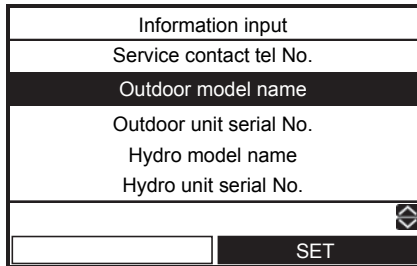 Information input
Service contact tel No.
Outdoor model name
Outdoor unit serial No.
Hydro model name
Hydro unit serial No.
SET